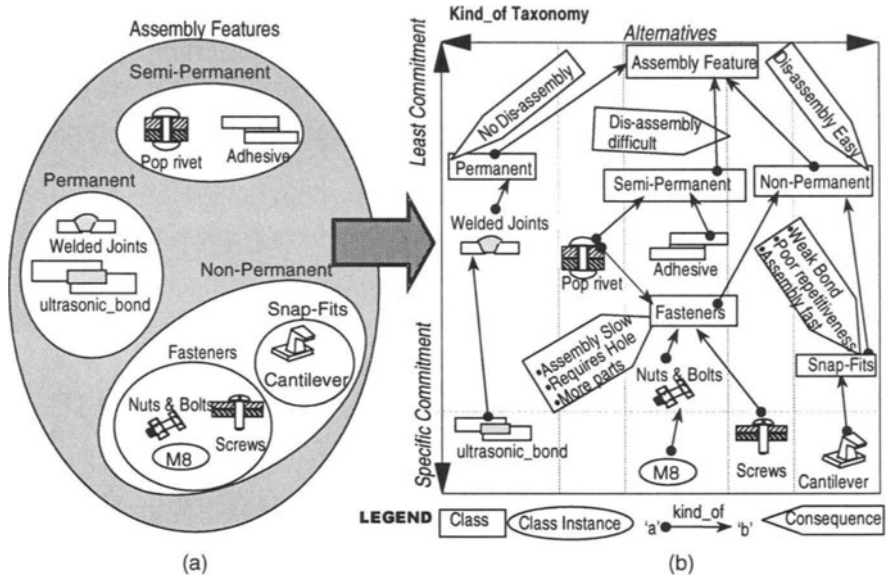 Assembly Features
Semi-Permanent
Pop rivet
Adhesive
Permanent
Welded Joints
ultrasonic_bond
Non-Permanent
Snap-Fits
Cantilever
Fasteners
Nuts & Bolts
Screws
M8
(a)
Kind_of Taxonomy
Alternatives
Least Commitment
Specific Commitment
Assembly Feature
No Dis-assembly
Dis-assembly
difficult
Dis-assembly Easy
Permanent
Semi-Permanent
Non-Permanent
Welded Joints
Pop rivet
Adhesive
Fasteners
•Weak Bond
•Poor repetitiveness
•Assembly fast
•Assembly Slow
•Requires Hole
•More parts
Nuts & Bolts
Snap-Fits
ultrasonic_bond
M8
Screws
Cantilever
LEGEND
Class
Class Instance
'a'
kind_of
'b'
Consequence
(b)